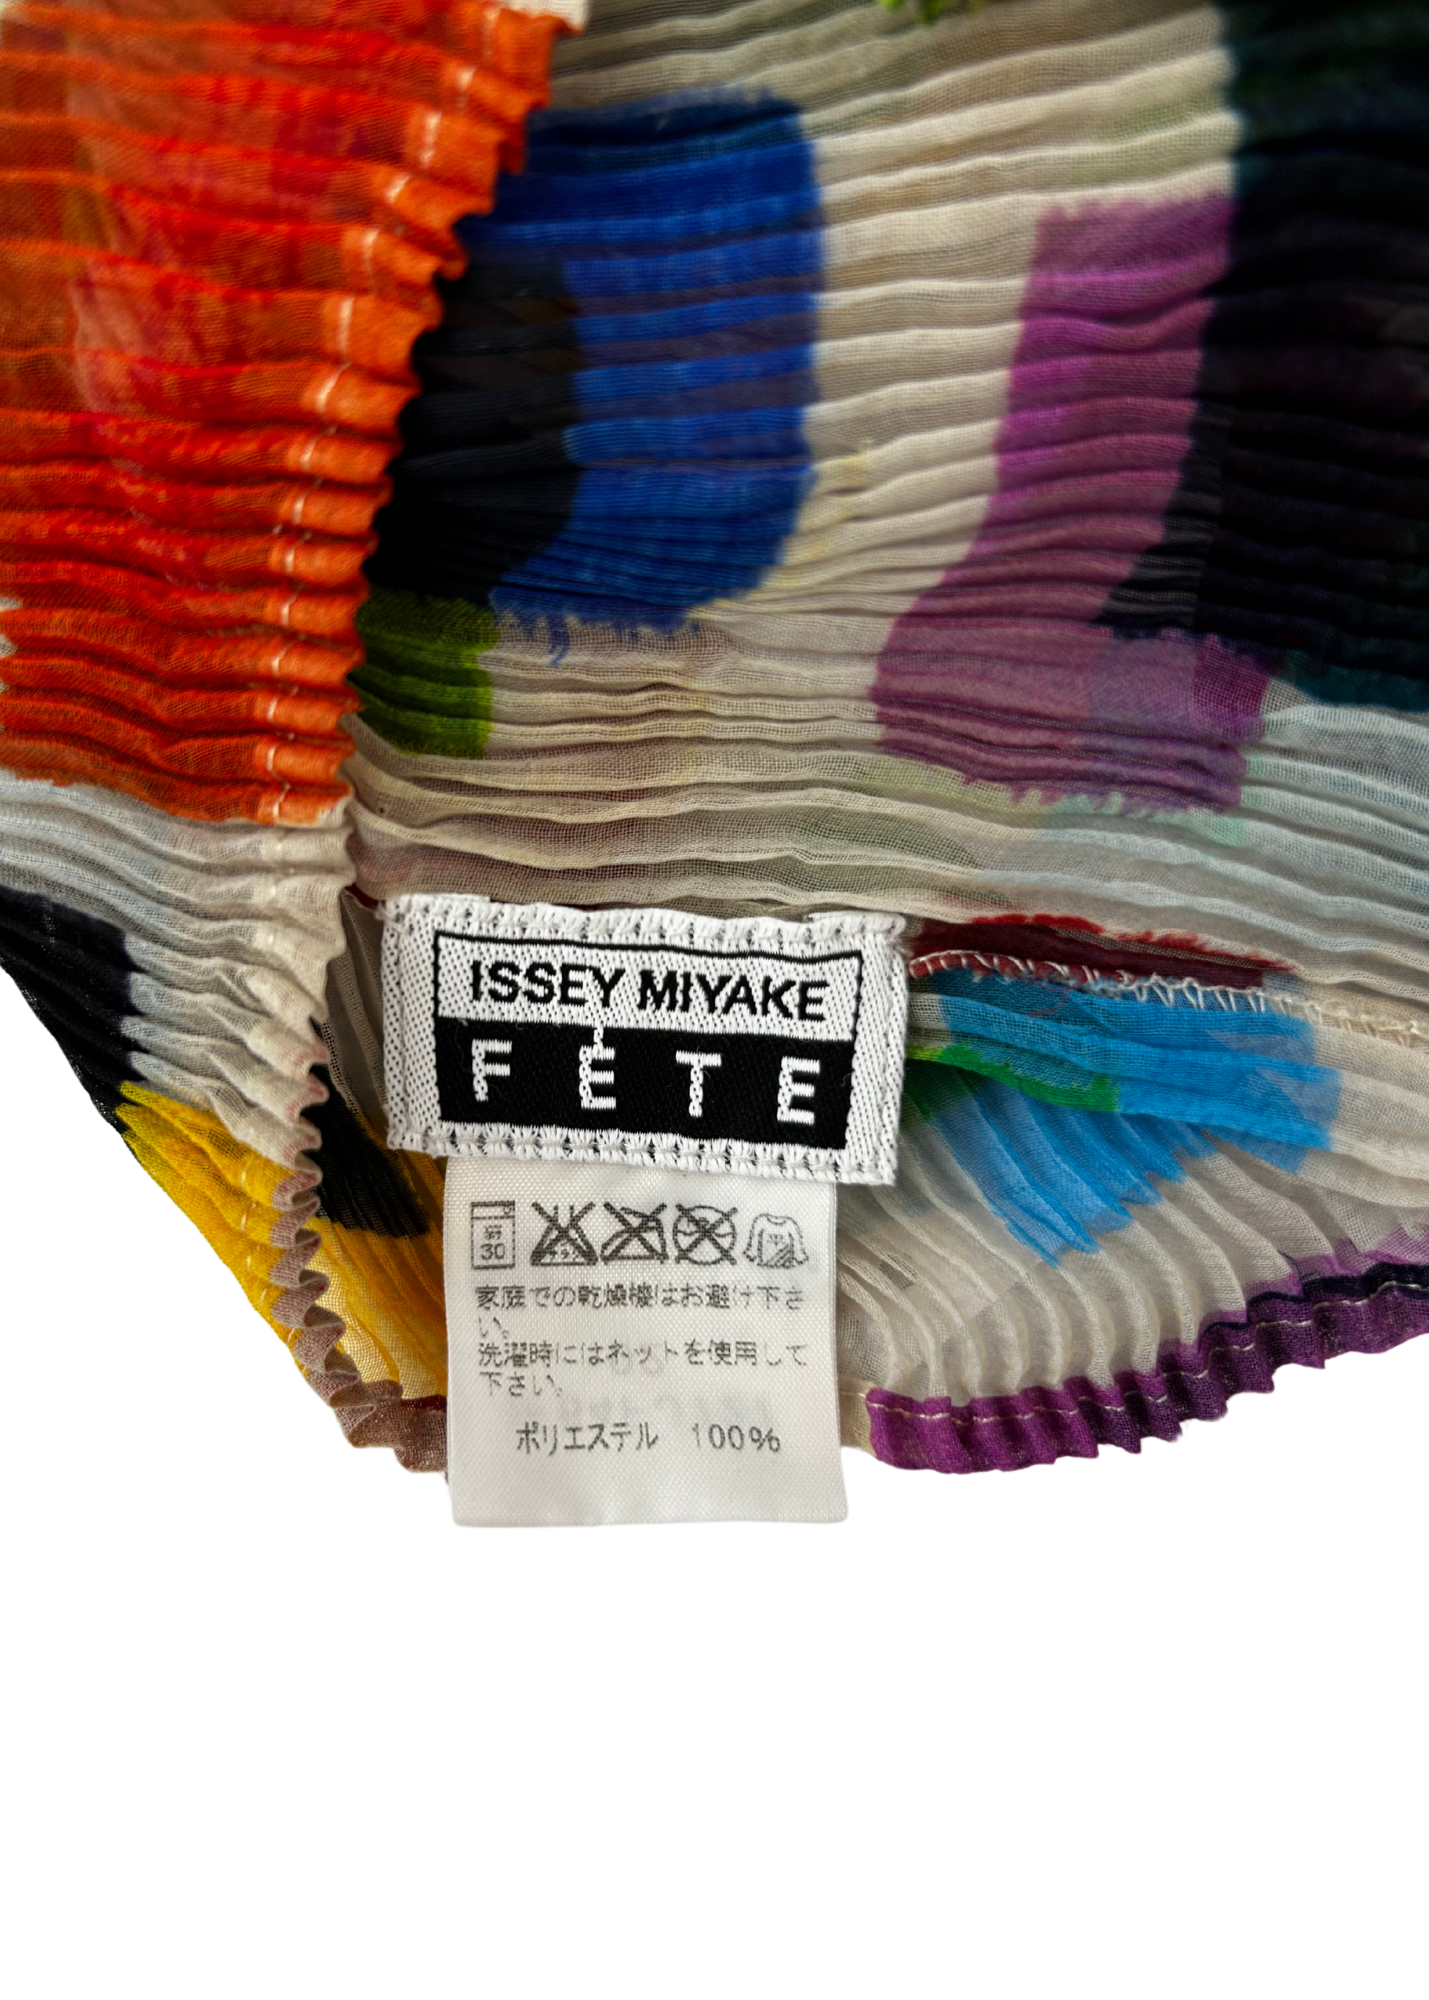 ISSEY MIYAKE
FÊTE
弱
30
家庭での乾燥機はお避け下さ
い。
洗濯時にはネットを使用して
下さい。
ポリエステル 100%